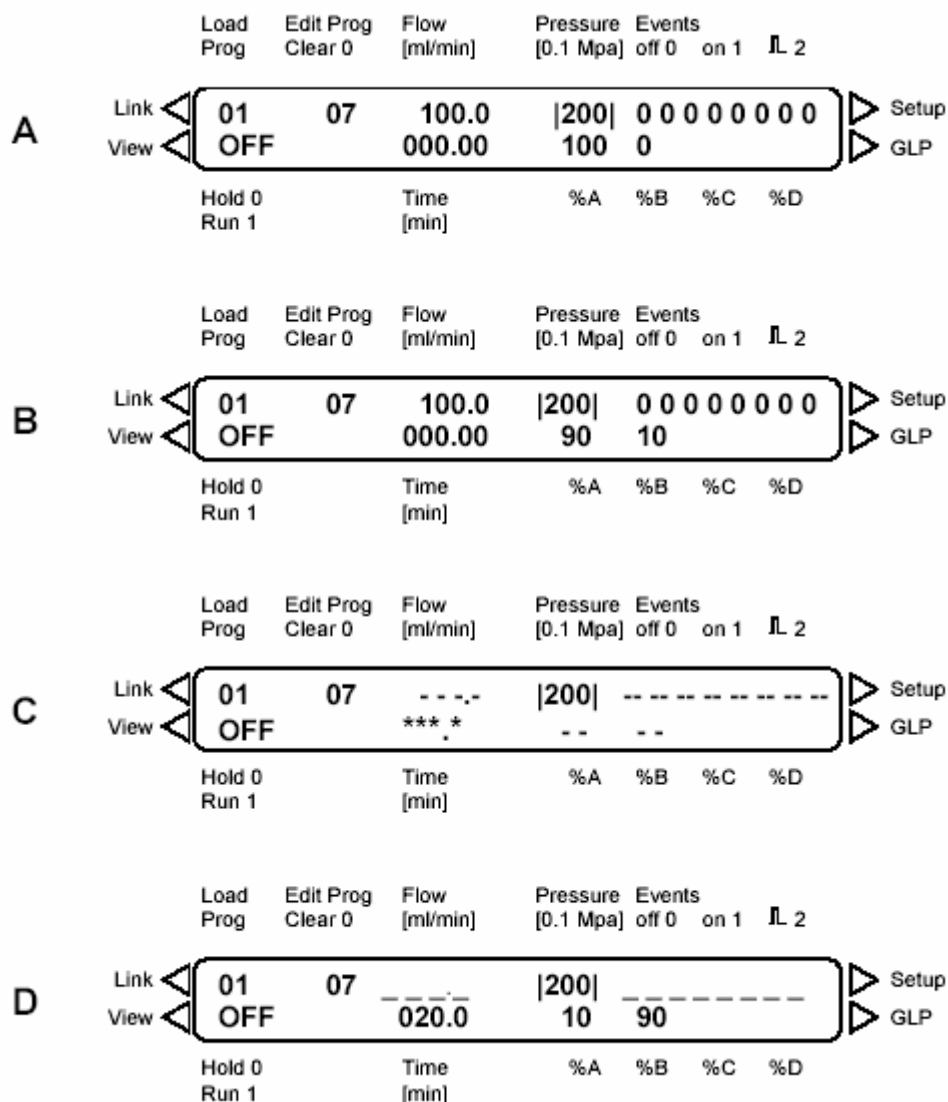 Load Edit Prog Flow Pressure Events
Prog Clear 0 [ml/min] [0.1 Mpa] off 0 on 1 2
A
Link 01 07 100.0 |200| 0 0 0 0 0 0 0 0 Setup
View OFF 000.00 100 0 GLP
Hold 0 Time %A %B %C %D
Run 1 [min]
Load Edit Prog Flow Pressure Events
Prog Clear 0 [ml/min] [0.1 Mpa] off 0 on 1 2
B
Link 01 07 100.0 |200| 0 0 0 0 0 0 0 0 Setup
View OFF 000.00 90 10 GLP
Hold 0 Time %A %B %C %D
Run 1 [min]
Load Edit Prog Flow Pressure Events
Prog Clear 0 [ml/min] [0.1 Mpa] off 0 on 1 2
C
Link 01 07 - - -.- |200| -- -- -- -- -- -- -- -- Setup
View OFF ***.* - - - - GLP
Hold 0 Time %A %B %C %D
Run 1 [min]
Load Edit Prog Flow Pressure Events
Prog Clear 0 [ml/min] [0.1 Mpa] off 0 on 1 2
D
Link 01 07 _ _ _._ |200| _ _ _ _ _ _ _ _ Setup
View OFF 020.0 10 90 GLP
Hold 0 Time %A %B %C %D
Run 1 [min]